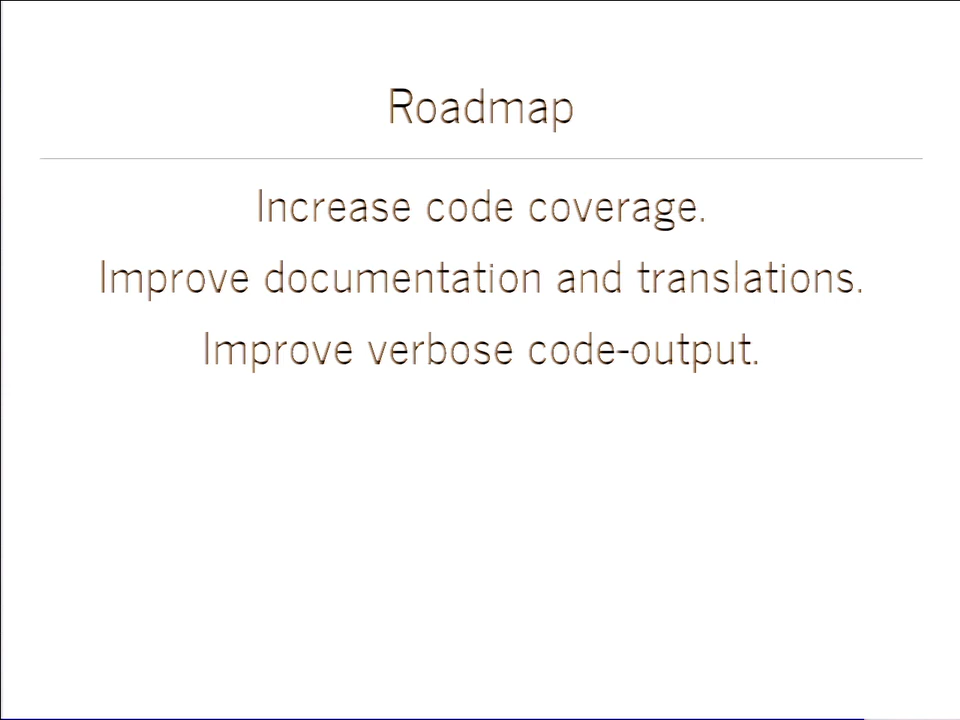 Roadmap
Increase code coverage.
Improve documentation and translations.
Improve verbose code-output.